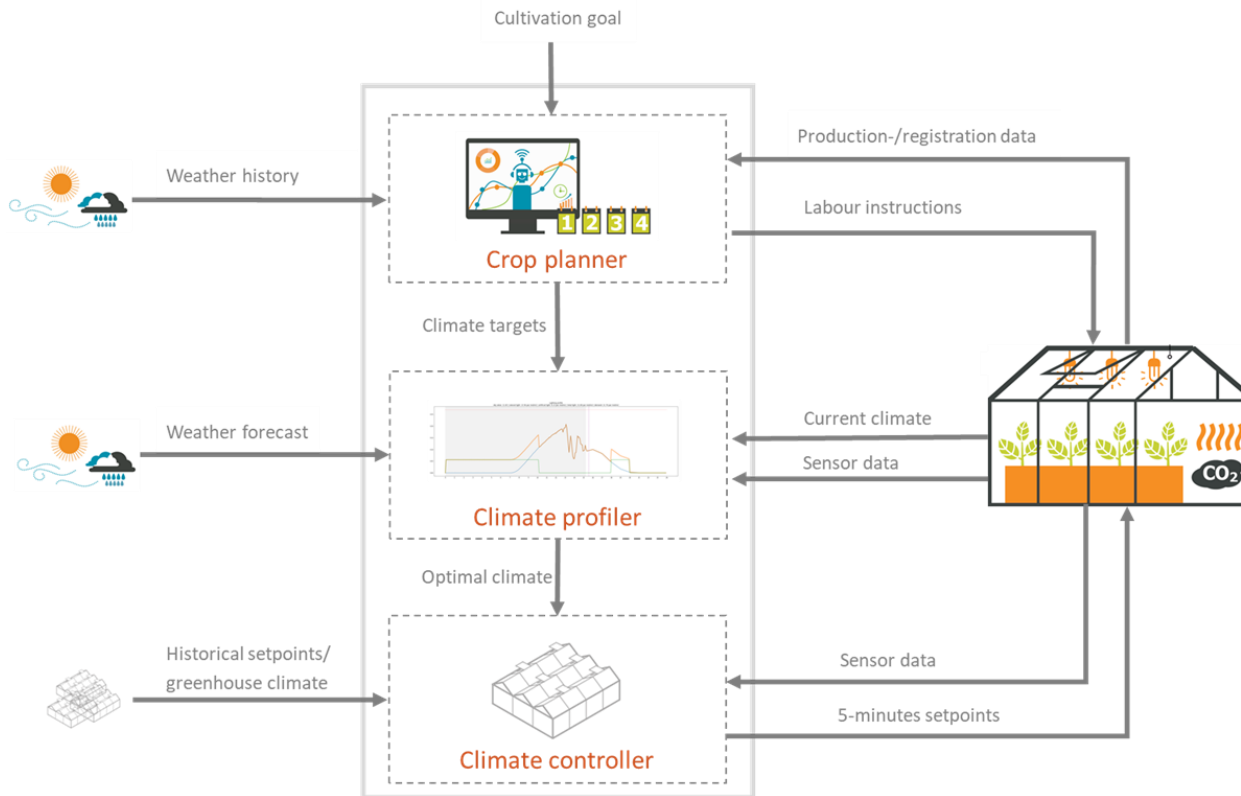 Cultivation goal
Weather history
Production-/registration data
Labour instructions
1 2 3 4
Crop planner
Climate targets
Weather forecast
Current climate
Sensor data
CO₂
Climate profiler
Optimal climate
Historical setpoints/
greenhouse climate
Sensor data
5-minutes setpoints
Climate controller